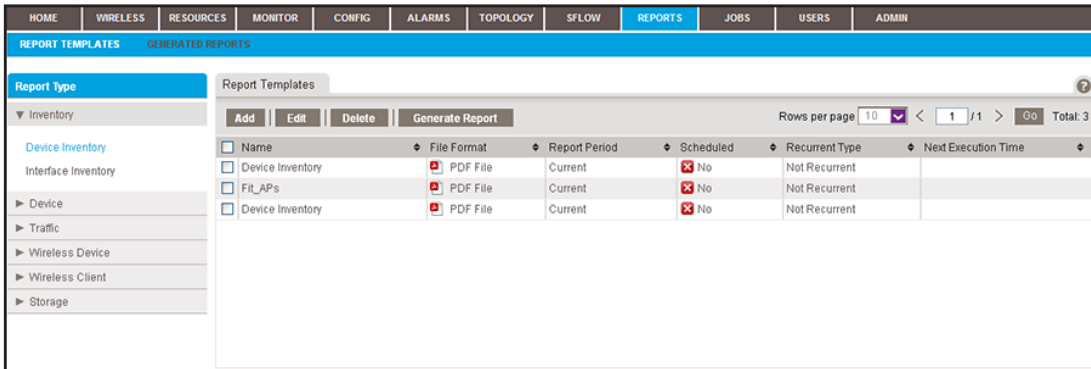 HOME WIRELESS RESOURCES MONITOR CONFIG ALARMS TOPOLOGY SFLOW REPORTS JOBS USERS ADMIN
REPORT TEMPLATES GENERATED REPORTS
Report Type
Inventory
Device Inventory
Interface Inventory
Device
Traffic
Wireless Device
Wireless Client
Storage
Report Templates ?
Add Edit Delete Generate Report Rows per page 10 < 1 /1 > Go Total: 3
Name File Format Report Period Scheduled Recurrent Type Next Execution Time
Device Inventory PDF File Current No Not Recurrent
Fit_APs PDF File Current No Not Recurrent
Device Inventory PDF File Current No Not Recurrent